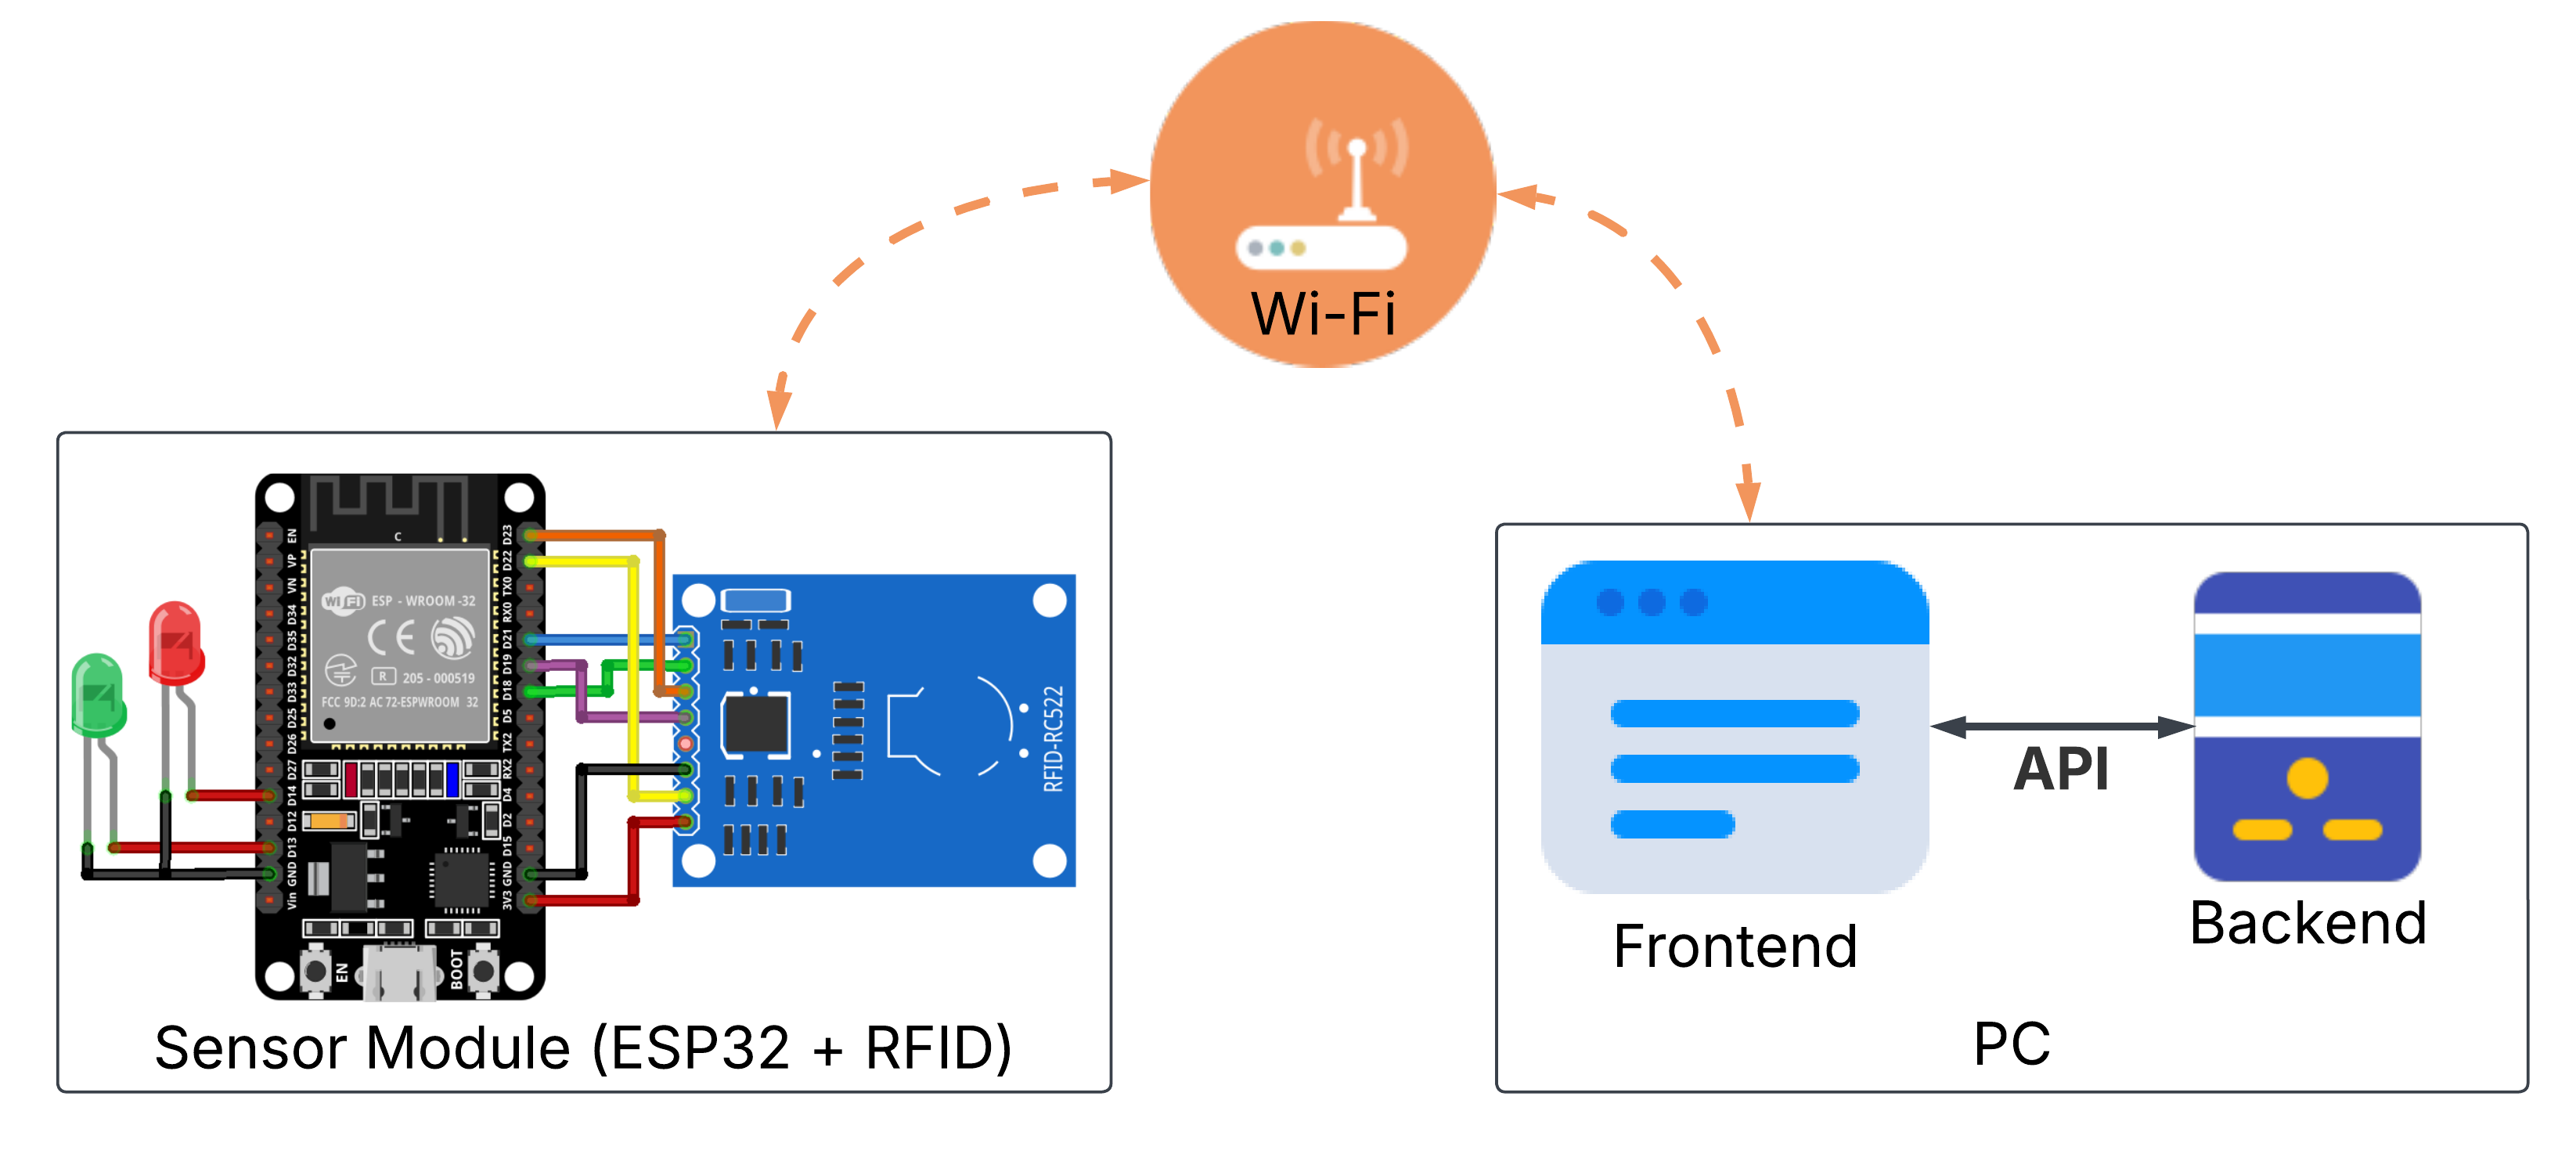 Wi-Fi
C
EN
VP
VN
D34
D35
D32
D33
D25
D26
D27
D14
D12
D13
GND
Vin
D23
D22
TX0
RX0
D21
D19
D18
D5
TX2
RX2
D4
D2
D15
GND
3V3
Wi Fi ESP - WROOM -32
CE
R 205 - 000519
FCC 9D:2 AC 72-ESPWROOM 32
EN
BOOT
RFID-RC522
Sensor Module (ESP32 + RFID)
API
Frontend
Backend
PC